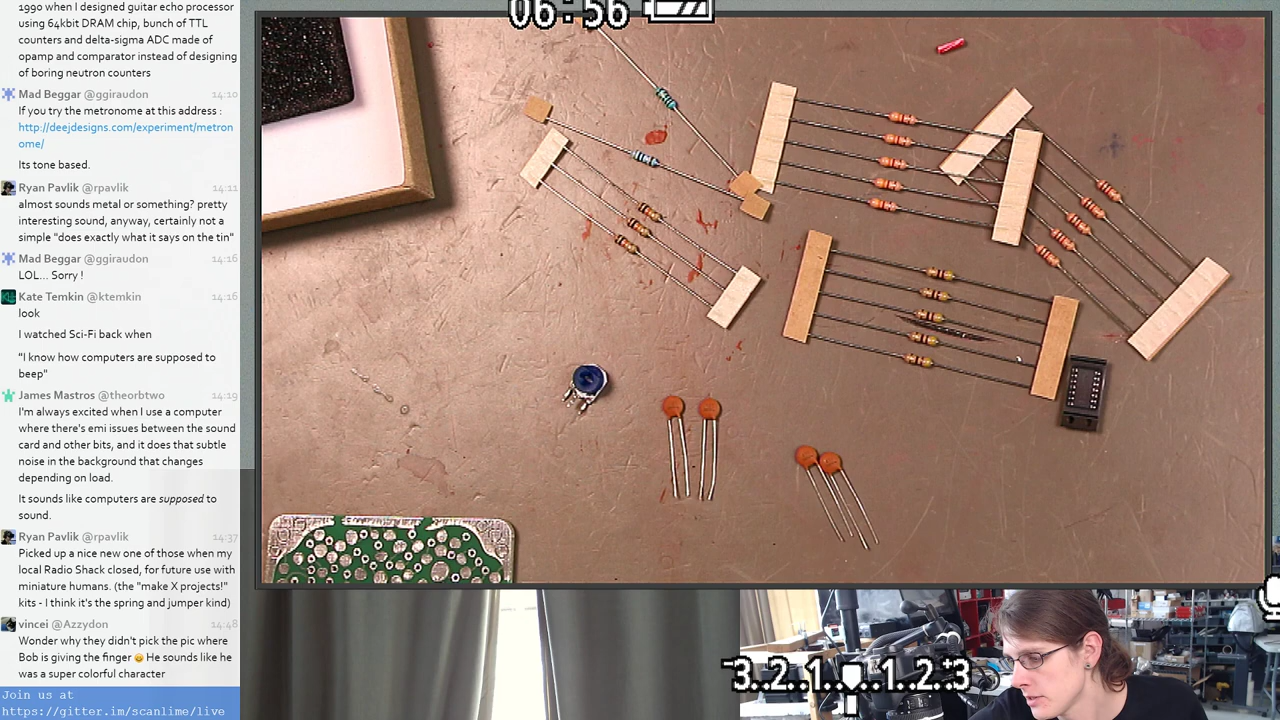 1990 when I designed guitar echo processor
using 64kbit DRAM chip, bunch of TTL
counters and delta-sigma ADC made of
opamp and comparator instead of designing
of boring neutron counters
Mad Beggar @ggiraudon 14:10
If you try the metronome at this address :
http://deejdesigns.com/experiment/metron
ome/
Its tone based.
Ryan Pavlik @rpavlik 14:11
almost sounds metal or something? pretty
interesting sound, anyway, certainly not a
simple "does exactly what it says on the tin"
Mad Beggar @ggiraudon 14:16
LOL... Sorry !
Kate Temkin @ktemkin 14:16
look
I watched Sci-Fi back when
"I know how computers are supposed to
beep"
James Mastros @theorbtwo 14:19
I'm always excited when I use a computer
where there's emi issues between the sound
card and other bits, and it does that subtle
noise in the background that changes
depending on load.
It sounds like computers are supposed to
sound.
Ryan Pavlik @rpavlik 14:37
Picked up a nice new one of those when my
local Radio Shack closed, for future use with
miniature humans. (the "make X projects!"
kits - I think it's the spring and jumper kind)
vincei @Azzydon 14:48
Wonder why they didn't pick the pic where
Bob is giving the finger 😀 He sounds like he
was a super colorful character
Join us at
https://gitter.im/scanlime/live
06:56
-3..2..1....1..2..+3